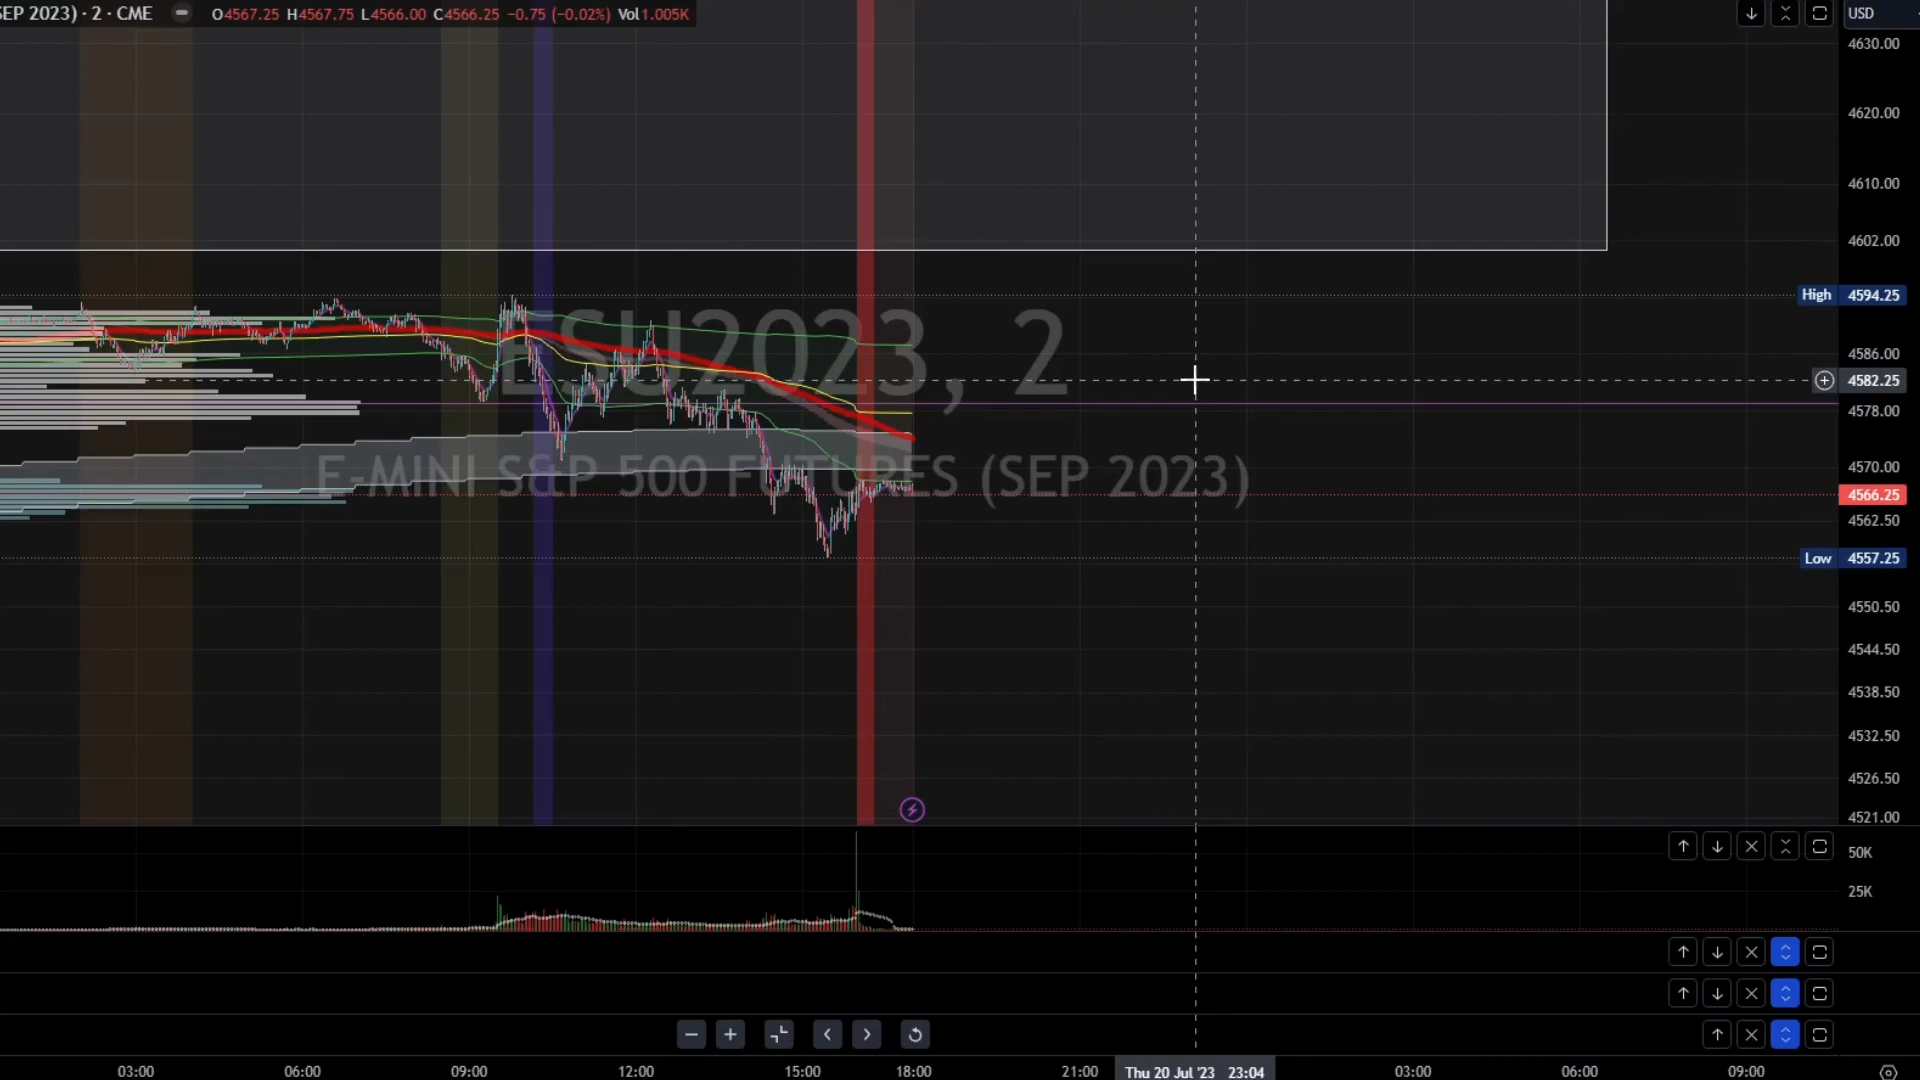 SEP 2023) · 2 · CME O4567.25 H4567.75 L4566.00 C4566.25 −0.75 (−0.02%) Vol1.005K
USD
4630.00
4620.00
4610.00
4602.00
High 4594.25
4586.00
4582.25
4578.00
4570.00
4566.25
4562.50
Low 4557.25
4550.50
4544.50
4538.50
4532.50
4526.50
4521.00
ESU2023, 2
E-MINI S&P 500 FUTURES (SEP 2023)
50K
25K
03:00 06:00 09:00 12:00 15:00 18:00 21:00 Thu 20 Jul '23 23:04 03:00 06:00 09:00